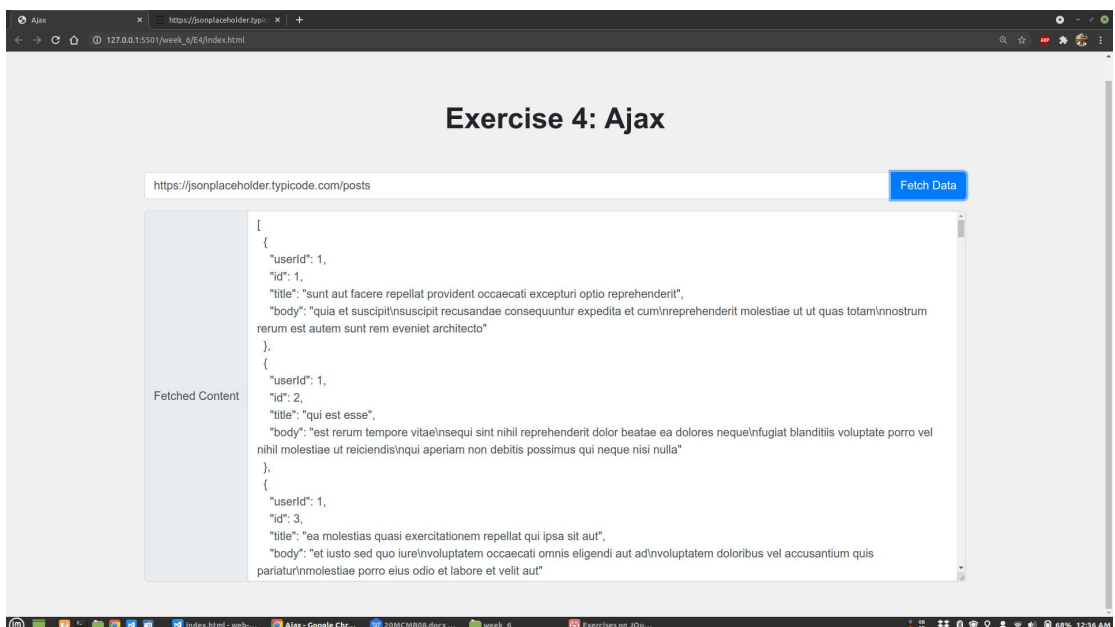 Ajax
https://jsonplaceholder.typic
127.0.0.1:5501/week_6/E4/index.html
ABP
Exercise 4: Ajax
https://jsonplaceholder.typicode.com/posts
Fetch Data
Fetched Content
[
{
"userId": 1,
"id": 1,
"title": "sunt aut facere repellat provident occaecati excepturi optio reprehenderit",
"body": "quia et suscipit\nsuscipit recusandae consequuntur expedita et cum\nreprehenderit molestiae ut ut quas totam\nnostrum
rerum est autem sunt rem eveniet architecto"
},
{
"userId": 1,
"id": 2,
"title": "qui est esse",
"body": "est rerum tempore vitae\nsequi sint nihil reprehenderit dolor beatae ea dolores neque\nfugiat blanditiis voluptate porro vel
nihil molestiae ut reiciendis\nqui aperiam non debitis possimus qui neque nisi nulla"
},
{
"userId": 1,
"id": 3,
"title": "ea molestias quasi exercitationem repellat qui ipsa sit aut",
"body": "et iusto sed quo iure\nvoluptatem occaecati omnis eligendi aut ad\nvoluptatem doloribus vel accusantium quis
pariatur\nmolestiae porro eius odio et labore et velit aut"
index.html - web-... Ajax - Google Chr... 20MCMB08.docx ... week_6 Exercises on JQu... 68% 12:36 AM